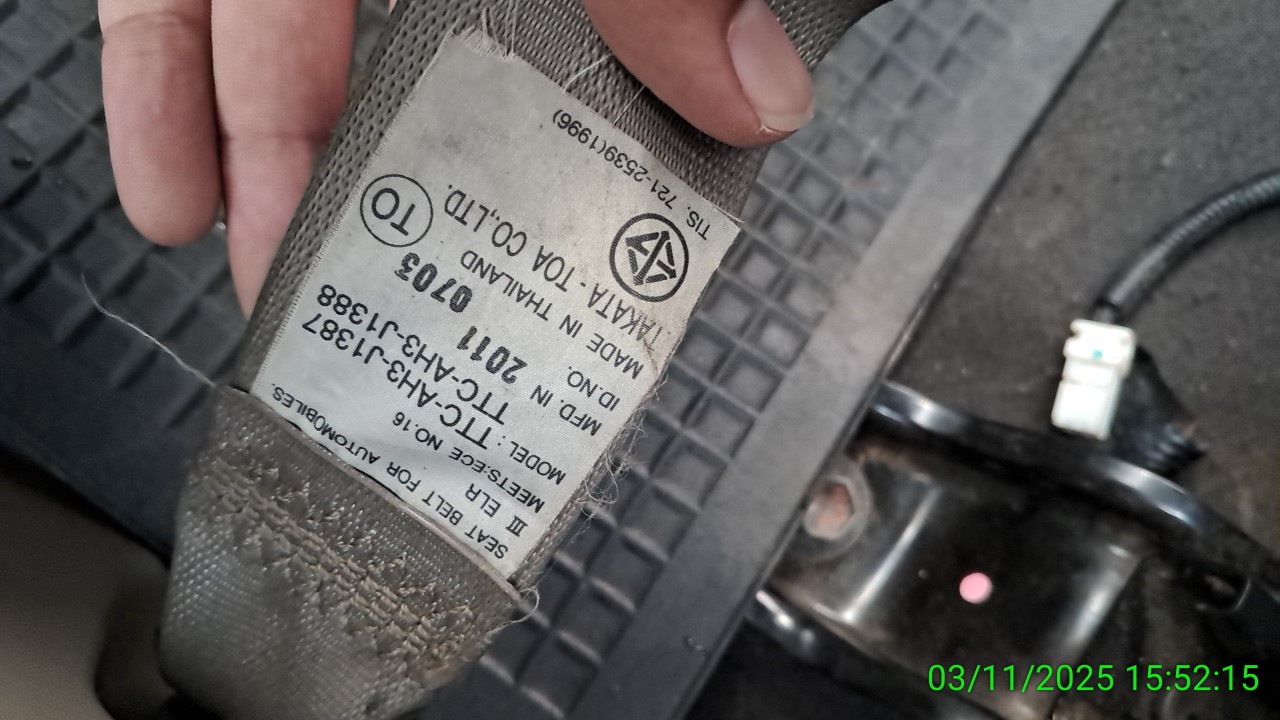 SEAT BELT FOR AUTOMOBILES.
III ELR
MEETS:ECE NO.16
MODEL : TTC-AH3-J1387
TTC-AH3-J1388
MFD. IN 2011 0703
ID.NO.
MADE IN THAILAND
TAKATA - TOA CO.,LTD.
TO
TIS. 721-2539(1996)
03/11/2025 15:52:15